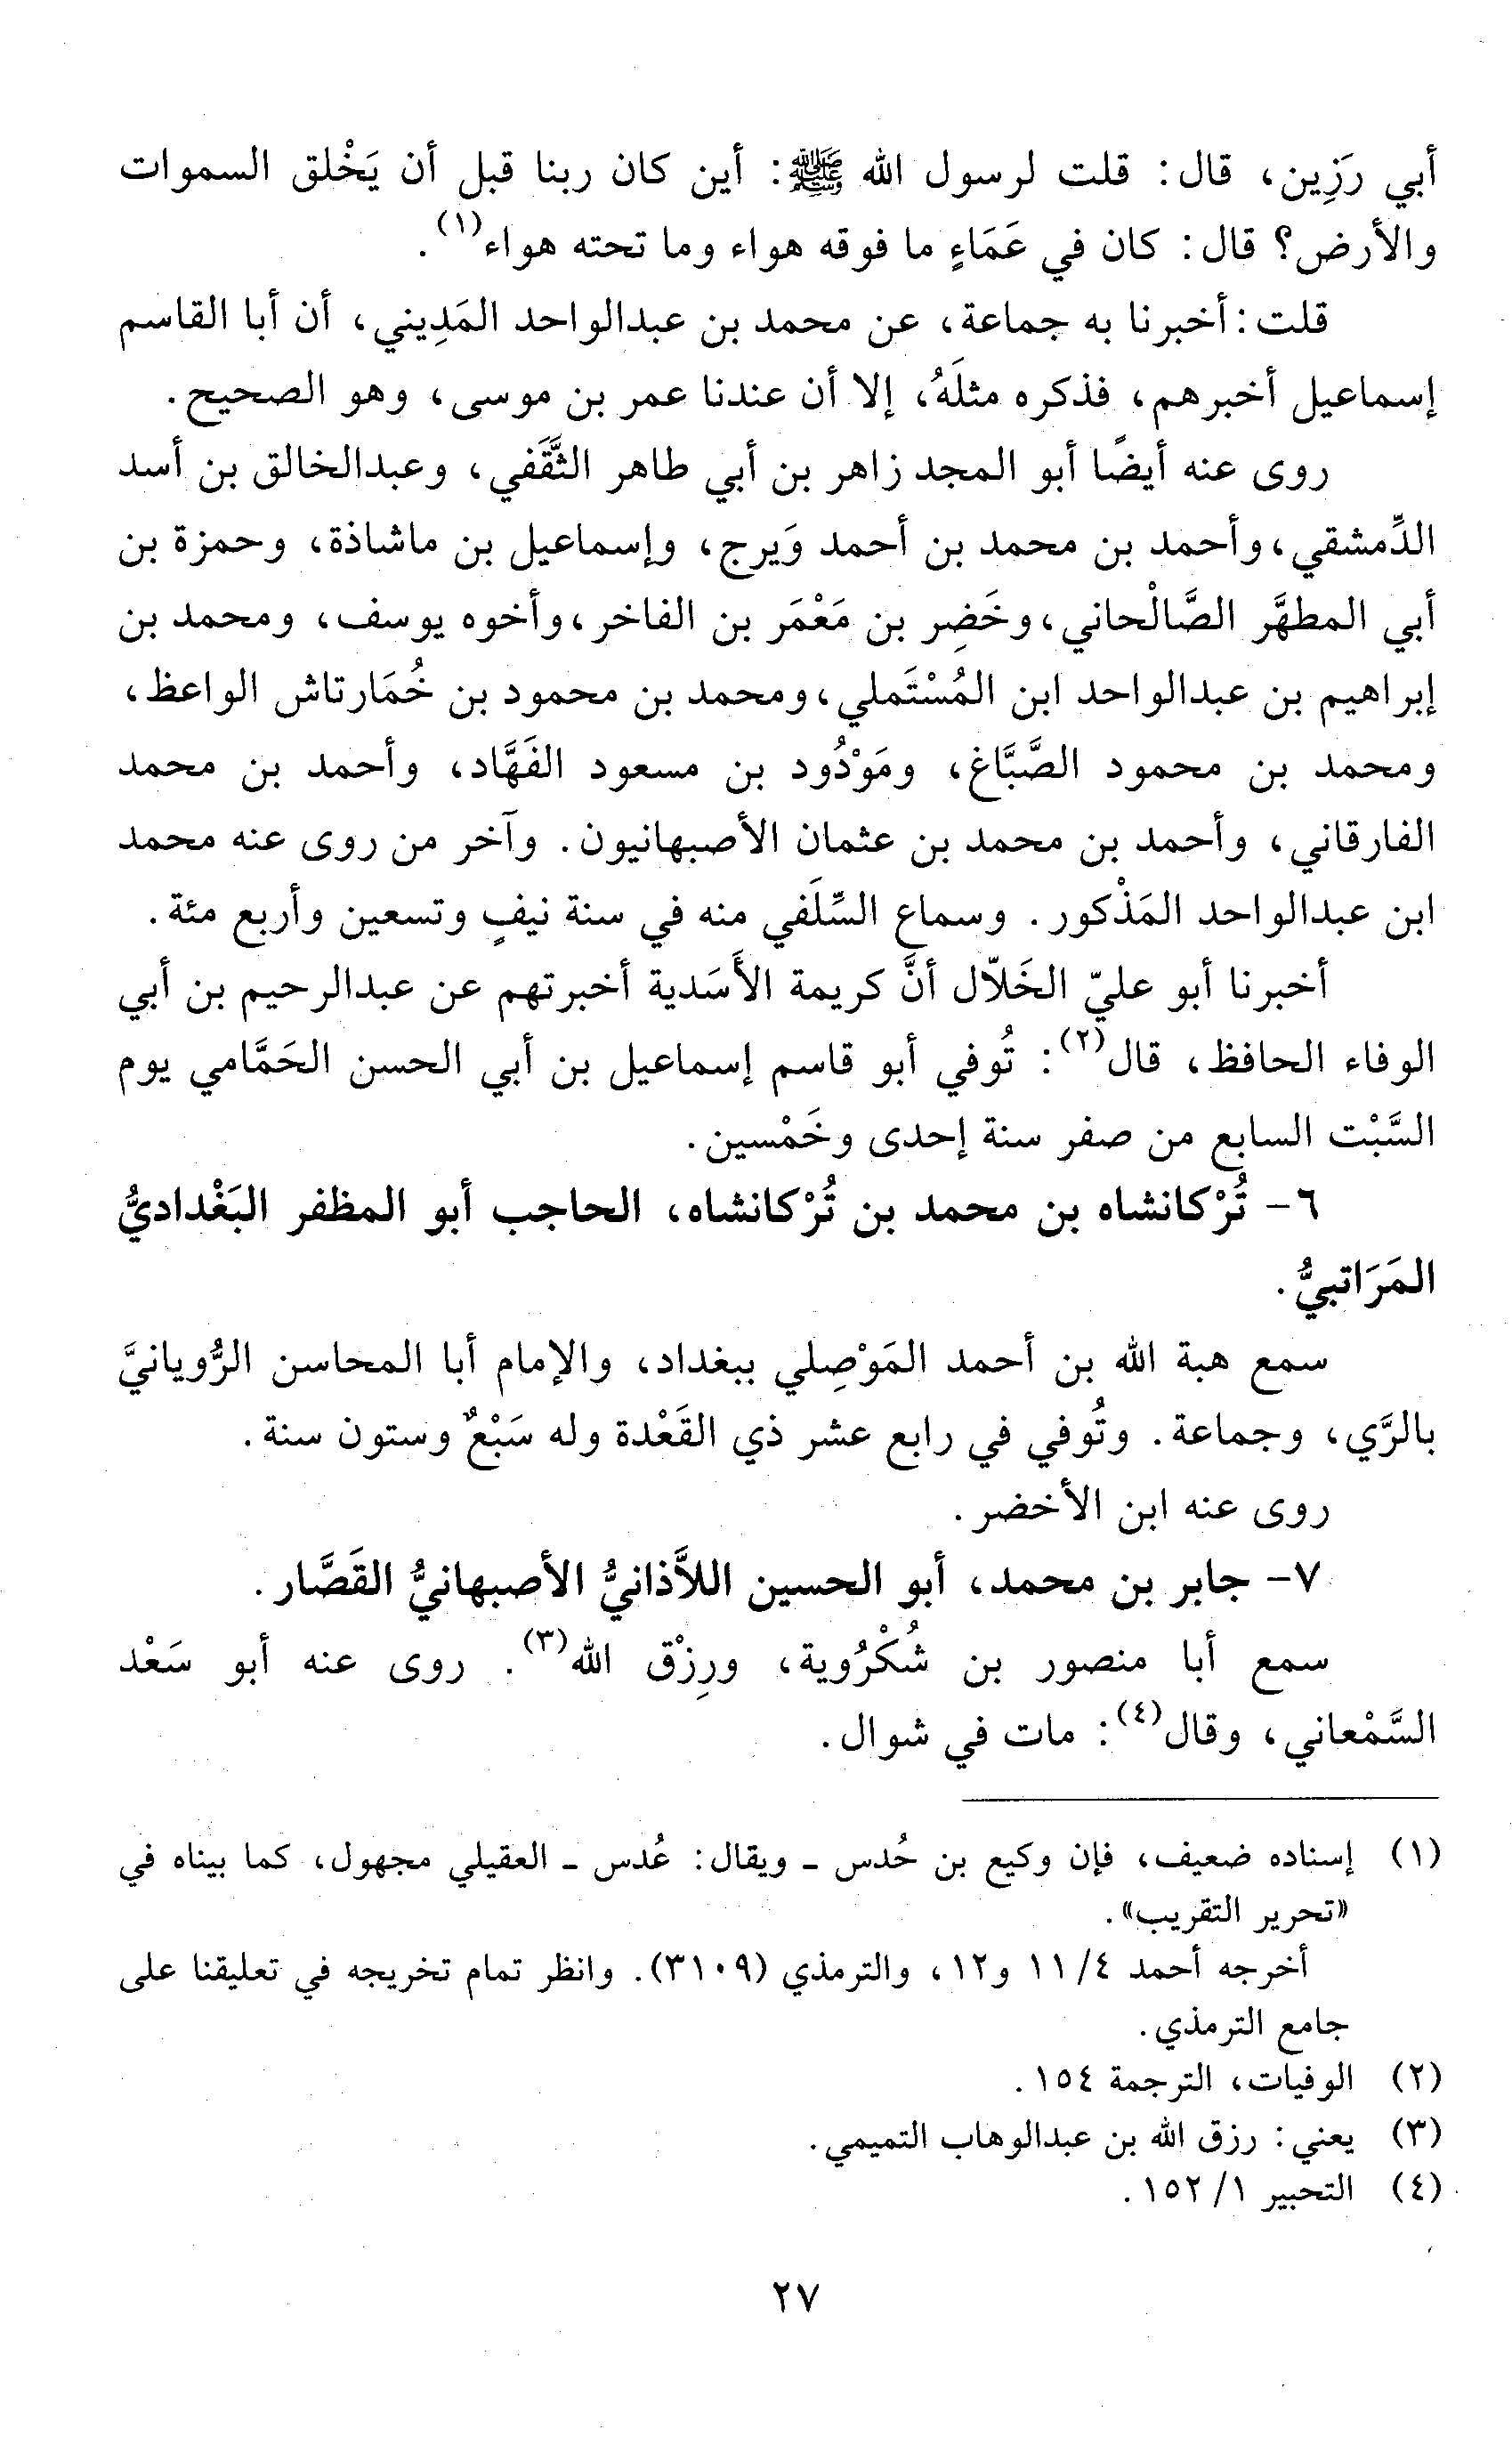 أبي رَزِين، قال: قلت لرسول الله ﷺ: أين كان ربنا قبل أن يَخْلق السموات
والأرض؟ قال: كان في عَمَاءٍ ما فوقه هواء وما تحته هواء(١).
قلت: أخبرنا به جماعة، عن محمد بن عبدالواحد المَدِيني، أن أبا القاسم
إسماعيل أخبرهم، فذكره مثلَهُ، إلا أن عندنا عمر بن موسى، وهو الصحيح.
روى عنه أيضًا أبو المجد زاهر بن أبي طاهر الثَّقَفي، وعبدالخالق بن أسد
الدِّمشقي، وأحمد بن محمد بن أحمد وَيرج، وإسماعيل بن ماشاذة، وحمزة بن
أبي المطهَّر الصَّالْحاني، وخَضِر بن مَعْمَر بن الفاخر، وأخوه يوسف، ومحمد بن
إبراهيم بن عبدالواحد ابن المُسْتَملي، ومحمد بن محمود بن خُمَارتاش الواعظ،
ومحمد بن محمود الصَّبَّاغ، ومَوْدُود بن مسعود الفَهَّاد، وأحمد بن محمد
الفارقاني، وأحمد بن محمد بن عثمان الأصبهانيون. وآخر من روى عنه محمد
ابن عبدالواحد المَذْكور. وسماع السِّلَفي منه في سنة نيفٍ وتسعين وأربع مئة.
أخبرنا أبو عليّ الخَلّال أنَّ كريمة الأَسَدية أخبرتهم عن عبدالرحيم بن أبي
الوفاء الحافظ، قال(٢): تُوفي أبو قاسم إسماعيل بن أبي الحسن الحَمَّامي يوم
السَّبْت السابع من صفر سنة إحدى وخَمْسين.
٦- تُرْكانشاه بن محمد بن تُرْكانشاه، الحاجب أبو المظفر البَغْداديُّ
المَرَاتبيُّ.
سمع هبة الله بن أحمد المَوْصِلي ببغداد، والإمام أبا المحاسن الرُّويانيَّ
بالرَّي، وجماعة. وتُوفي في رابع عشر ذي القَعْدة وله سَبْعٌ وستون سنة.
روى عنه ابن الأخضر.
٧- جابر بن محمد، أبو الحسين اللاَّذانيُّ الأصبهانيُّ القَصَّار.
سمع أبا منصور بن شُكْرُوية، ورِزْق الله(٣). روى عنه أبو سَعْد
السَّمْعاني، وقال(٤): مات في شوال.
(١) إسناده ضعيف، فإن وكيع بن حُدس - ويقال: عُدس - العقيلي مجهول، كما بيناه في
«تحرير التقريب».
أخرجه أحمد ٤/ ١١ و١٢، والترمذي (٣١٠٩). وانظر تمام تخريجه في تعليقنا على
جامع الترمذي.
(٢) الوفيات، الترجمة ١٥٤.
(٣) يعني: رزق الله بن عبدالوهاب التميمي.
(٤) التحبير ١/ ١٥٢.
٢٧